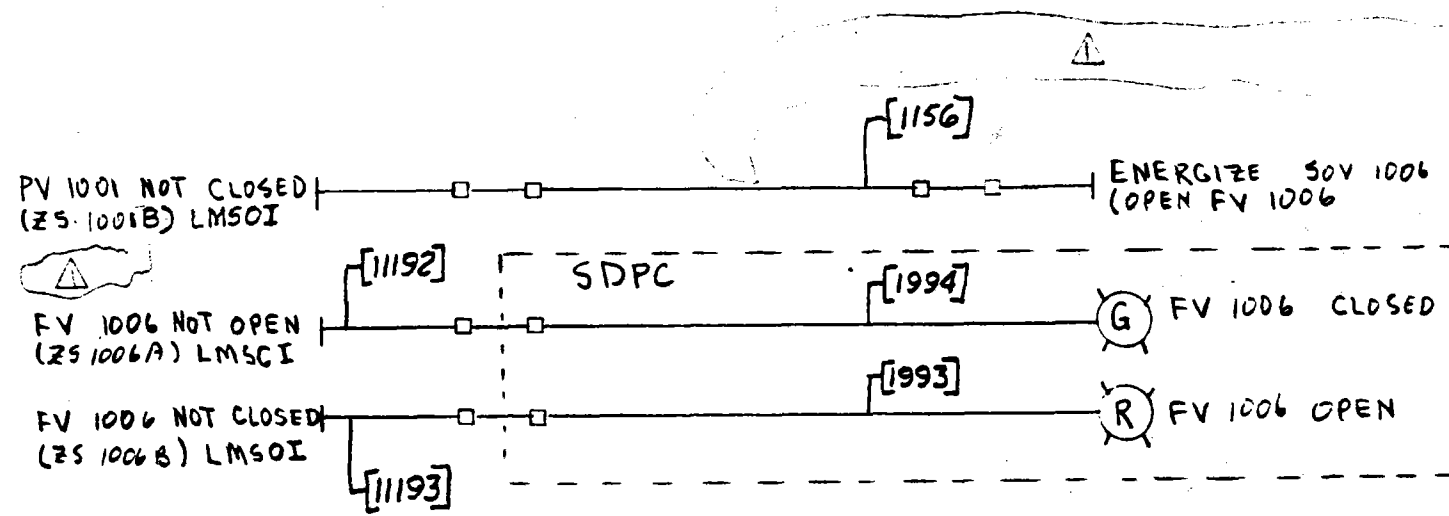 [1156]
PV 1001 NOT CLOSED
(ZS-1001B) LMSOI
ENERGIZE SOV 1006
(OPEN FV 1006
[11192]
SDPC
[1994]
FV 1006 NOT OPEN
(ZS 1006A) LMSCI
G FV 1006 CLOSED
[1993]
FV 1006 NOT CLOSED
(ZS 1006B) LMSOI
R FV 1006 OPEN
[11193]
1
1